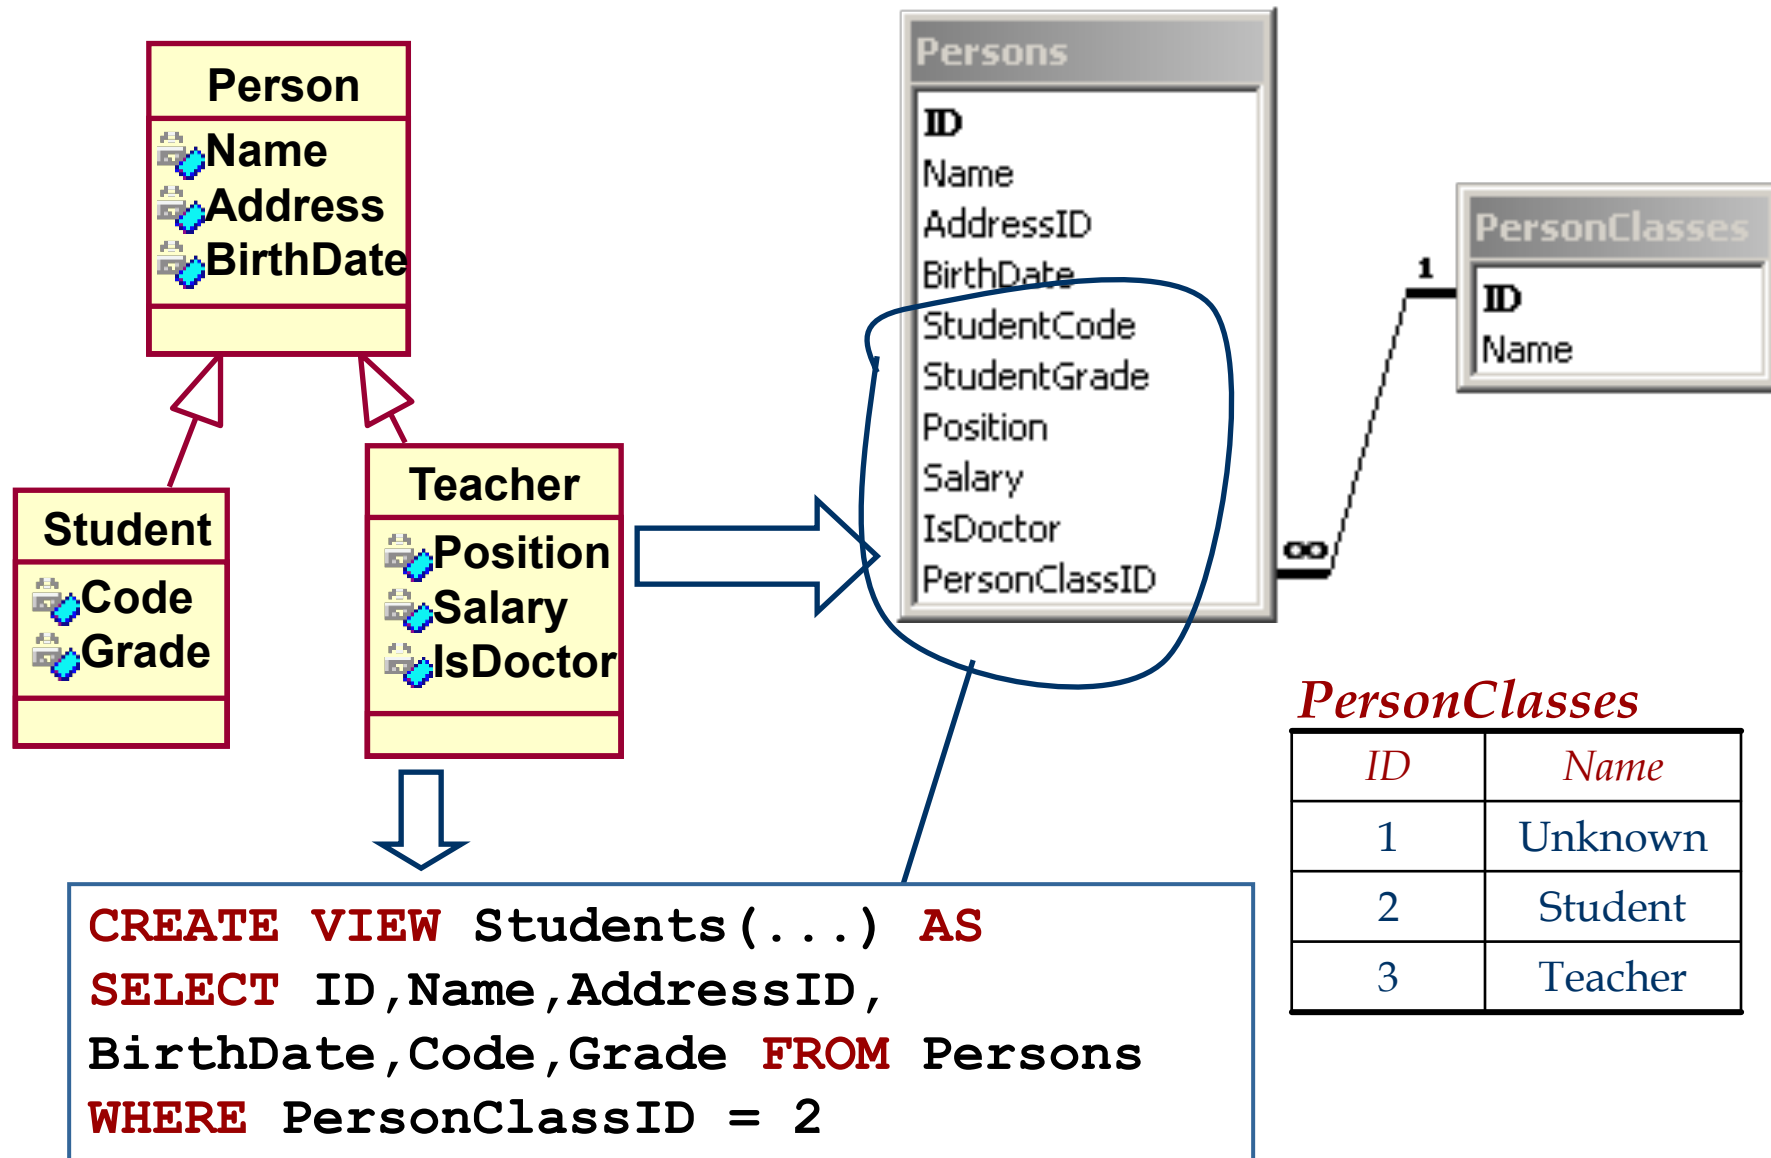 Person
Name
Address
BirthDate
Student
Code
Grade
Teacher
Position
Salary
IsDoctor
Persons
ID
Name
AddressID
BirthDate
StudentCode
StudentGrade
Position
Salary
IsDoctor
PersonClassID
1
∞
PersonClasses
ID
Name
PersonClasses
ID Name
1 Unknown
2 Student
3 Teacher
CREATE VIEW Students(...) AS
SELECT ID,Name,AddressID,
BirthDate,Code,Grade FROM Persons
WHERE PersonClassID = 2